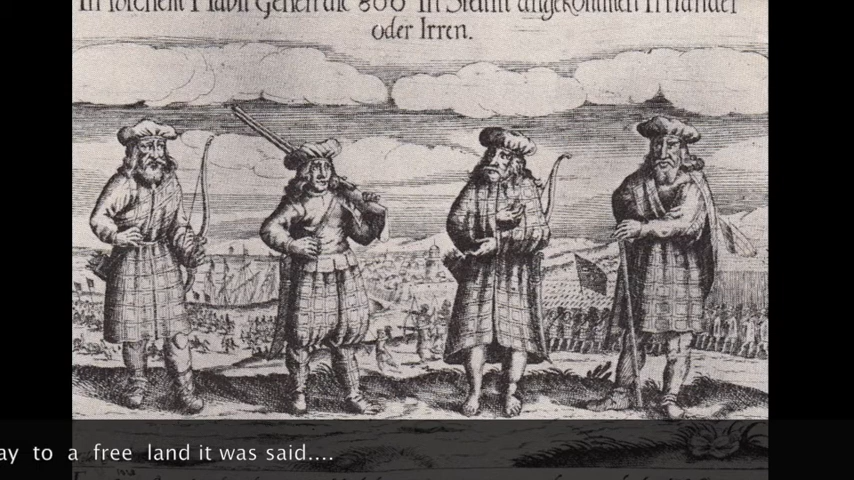 In solchem Habit Gehen die 800 In Stettin angekommen Irrländer
oder Irren.
ay to a free land it was said....